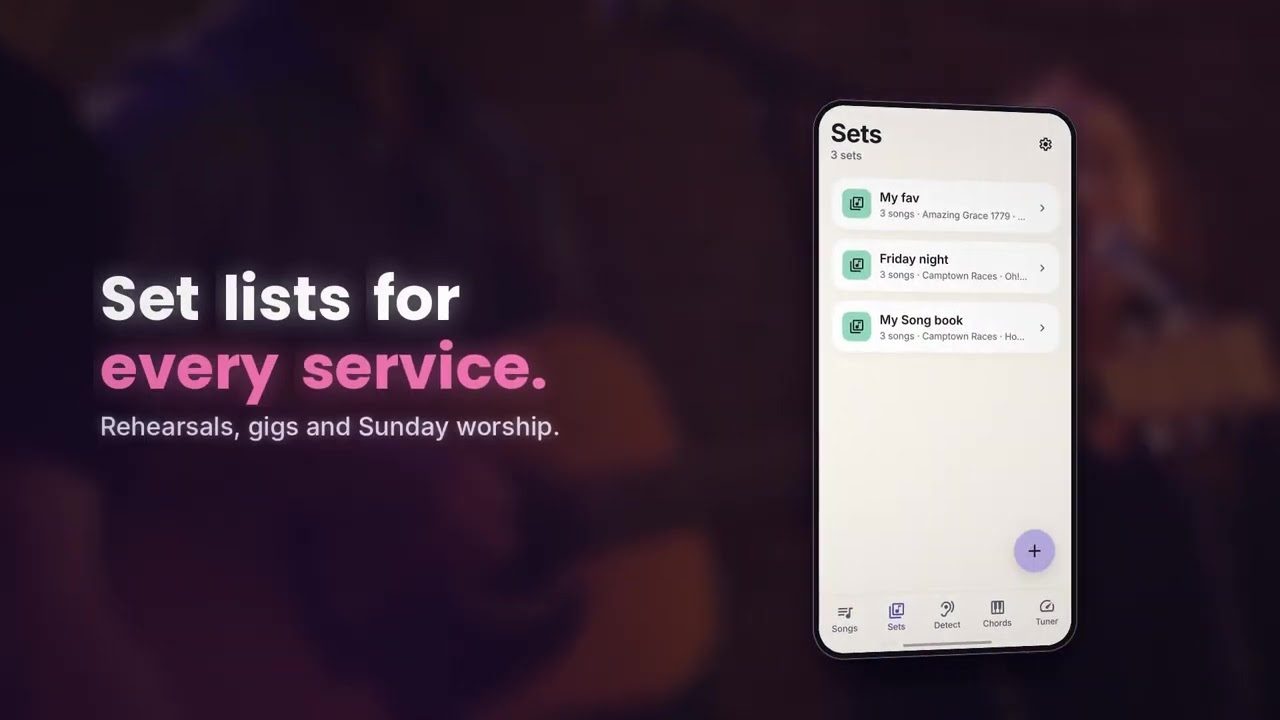 Set lists for
every service.
Rehearsals, gigs and Sunday worship.
Sets
3 sets
My fav
3 songs · Amazing Grace 1779 · ...
Friday night
3 songs · Camptown Races · Oh!...
My Song book
3 songs · Camptown Races · Ho...
Songs
Sets
Detect
Chords
Tuner